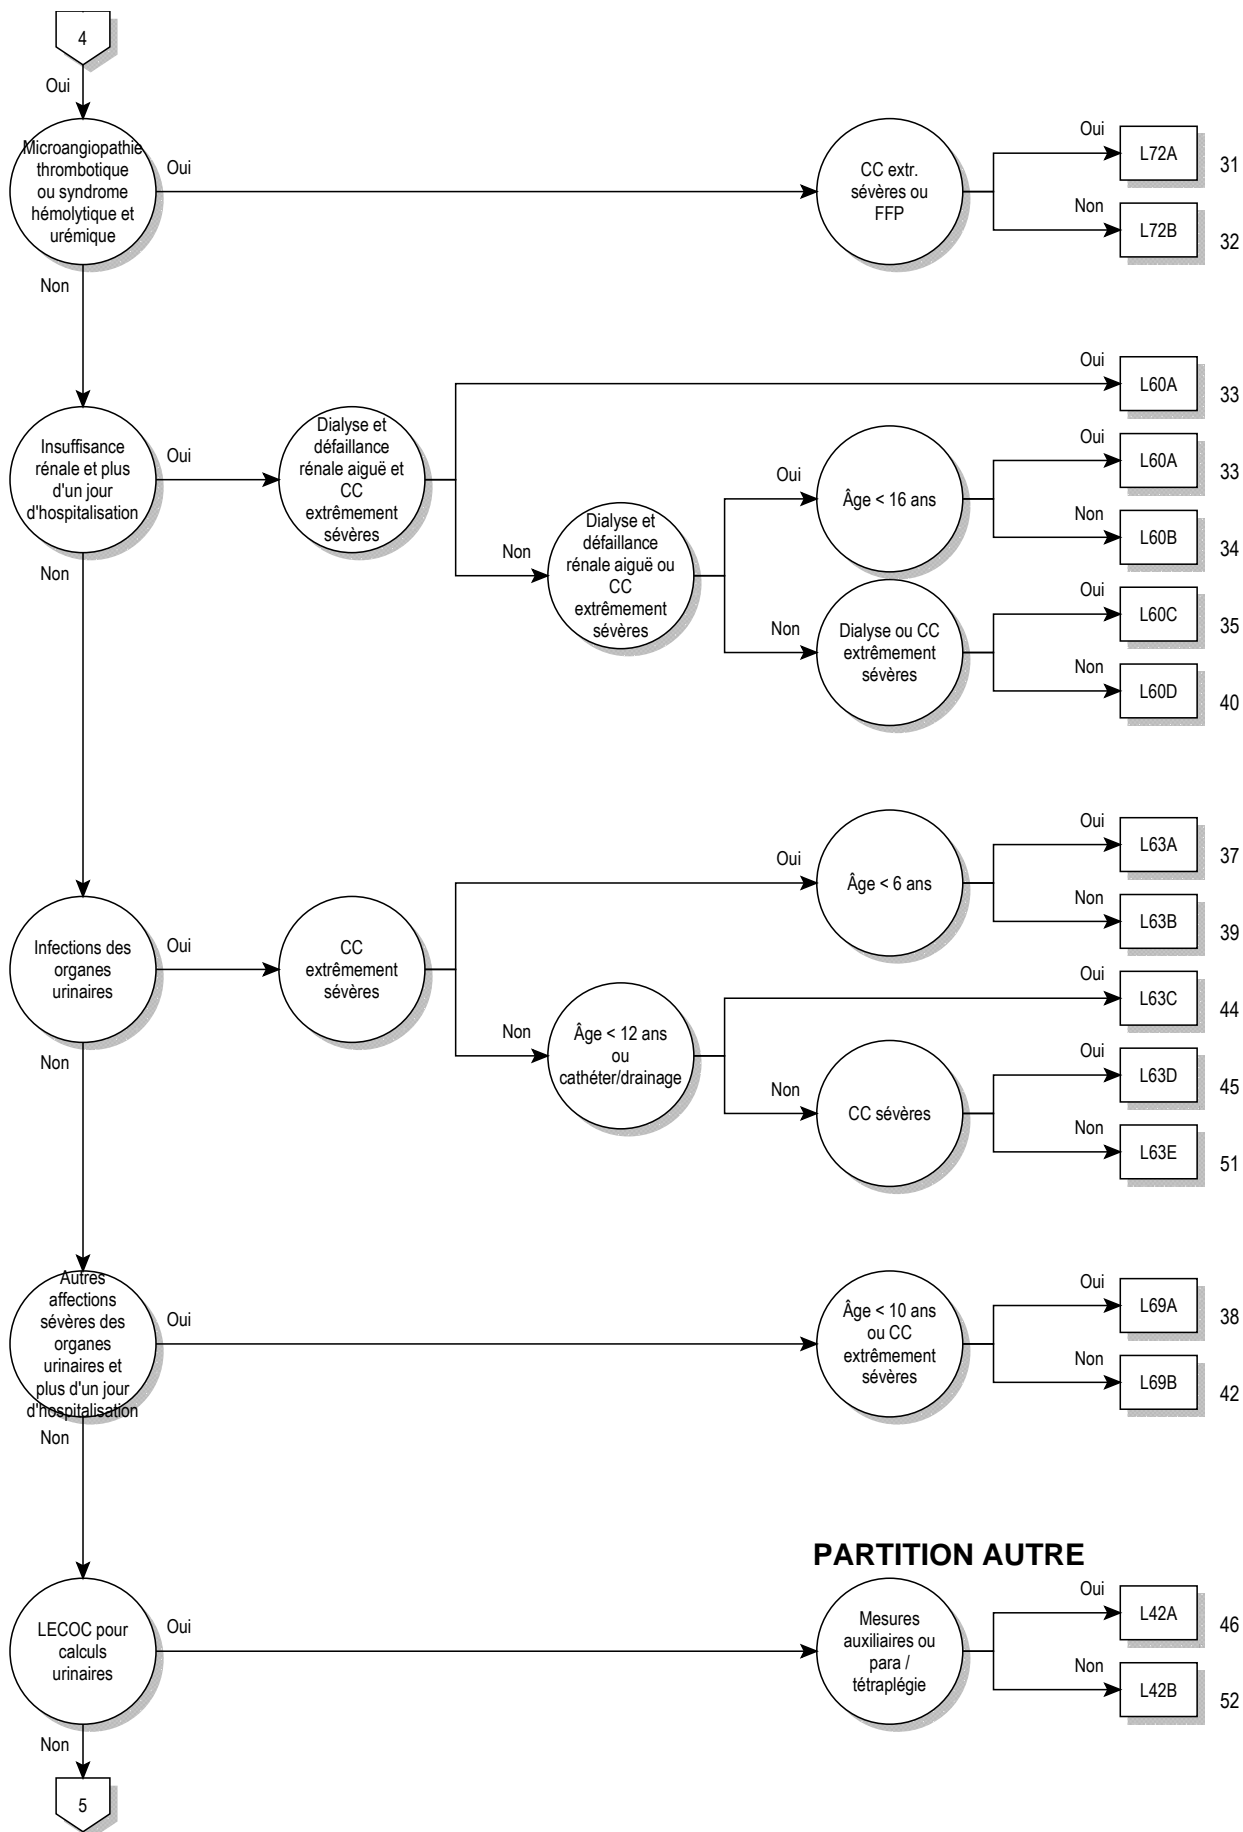 4
Oui
Microangiopathie
thrombotique
ou syndrome
hémolytique et
urémique
Oui
CC extr.
sévères ou
FFP
Oui
L72A
31
Non
L72B
32
Non
Insuffisance
rénale et plus
d'un jour
d'hospitalisation
Oui
Dialyse et
défaillance
rénale aiguë et
CC
extrêmement
sévères
Oui
L60A
33
Non
Dialyse et
défaillance
rénale aiguë ou
CC
extrêmement
sévères
Oui
Âge < 16 ans
Oui
L60A
33
Non
L60B
34
Non
Dialyse ou CC
extrêmement
sévères
Oui
L60C
35
Non
L60D
40
Non
Infections des
organes
urinaires
Oui
CC
extrêmement
sévères
Oui
Âge < 6 ans
Oui
L63A
37
Non
L63B
39
Non
Âge < 12 ans
ou
cathéter/drainage
Oui
L63C
44
Non
CC sévères
Oui
L63D
45
Non
L63E
51
Non
Autres
affections
sévères des
organes
urinaires et
plus d'un jour
d'hospitalisation
Oui
Âge < 10 ans
ou CC
extrêmement
sévères
Oui
L69A
38
Non
L69B
42
Non
PARTITION AUTRE
LECOC pour
calculs
urinaires
Oui
Mesures
auxiliaires ou
para /
tétraplégie
Oui
L42A
46
Non
L42B
52
Non
5